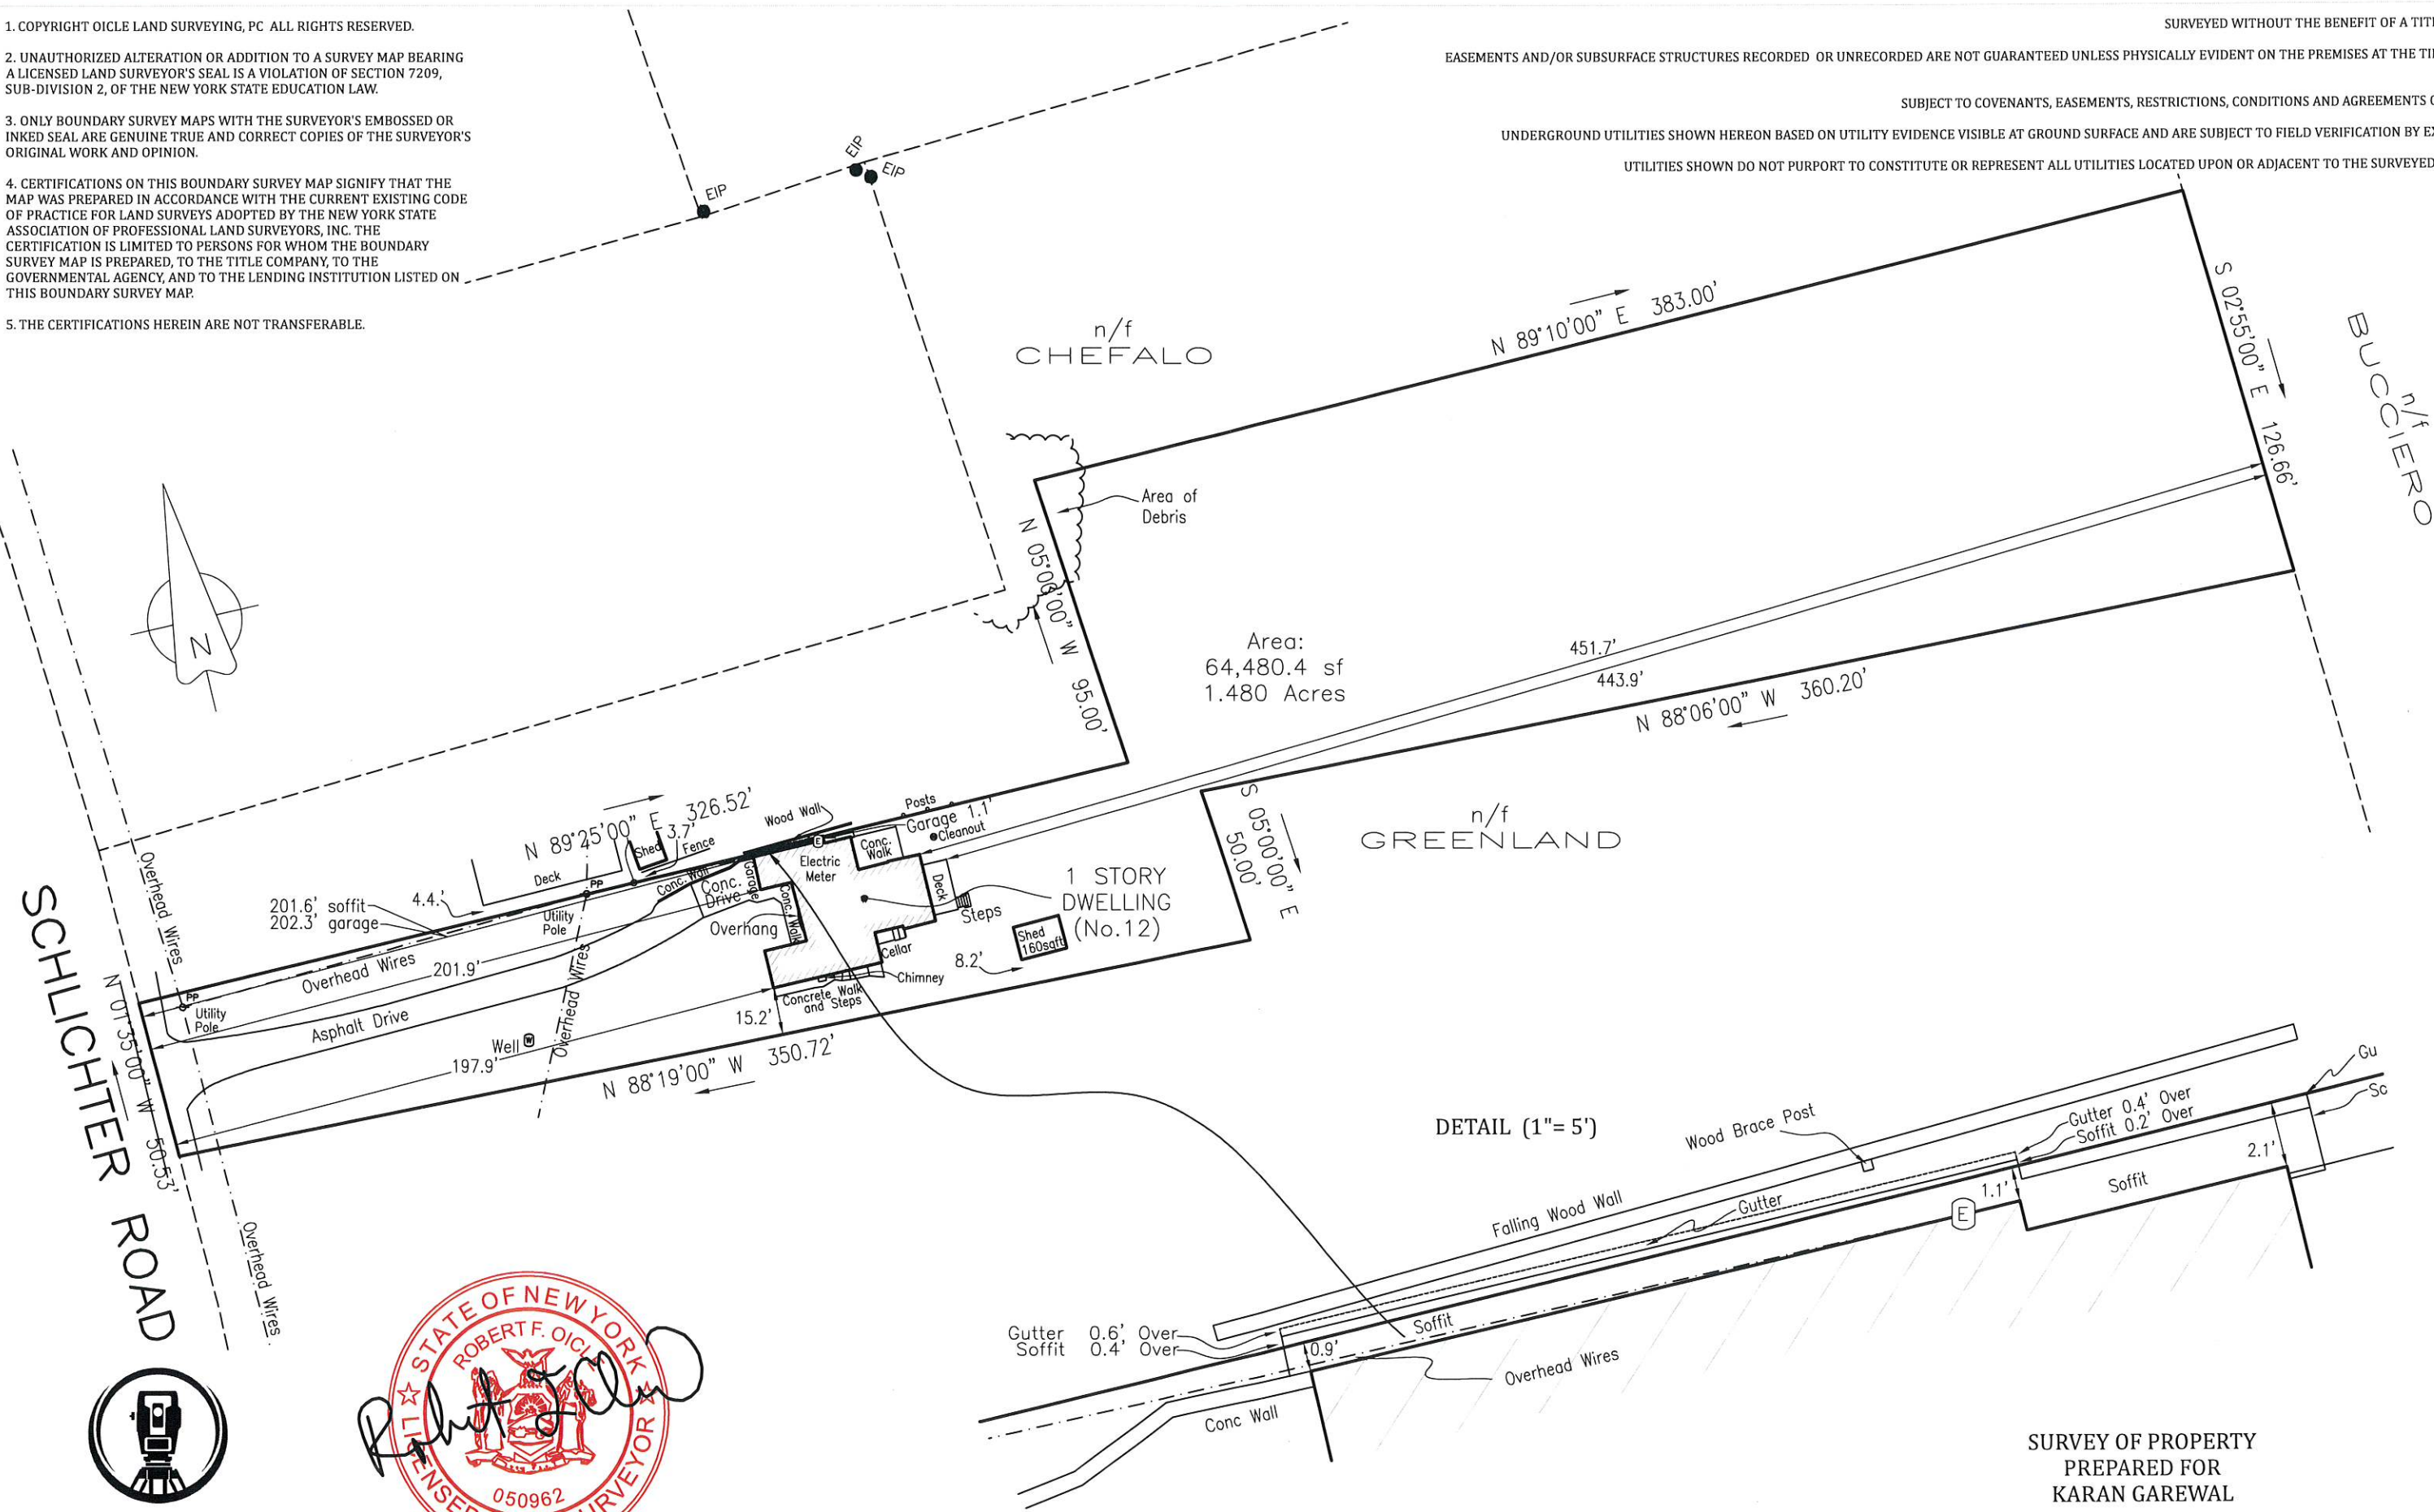 1. COPYRIGHT OICLE LAND SURVEYING, PC ALL RIGHTS RESERVED.
2. UNAUTHORIZED ALTERATION OR ADDITION TO A SURVEY MAP BEARING
A LICENSED LAND SURVEYOR'S SEAL IS A VIOLATION OF SECTION 7209,
SUB-DIVISION 2, OF THE NEW YORK STATE EDUCATION LAW.
3. ONLY BOUNDARY SURVEY MAPS WITH THE SURVEYOR'S EMBOSSED OR
INKED SEAL ARE GENUINE TRUE AND CORRECT COPIES OF THE SURVEYOR'S
ORIGINAL WORK AND OPINION.
4. CERTIFICATIONS ON THIS BOUNDARY SURVEY MAP SIGNIFY THAT THE
MAP WAS PREPARED IN ACCORDANCE WITH THE CURRENT EXISTING CODE
OF PRACTICE FOR LAND SURVEYS ADOPTED BY THE NEW YORK STATE
ASSOCIATION OF PROFESSIONAL LAND SURVEYORS, INC. THE
CERTIFICATION IS LIMITED TO PERSONS FOR WHOM THE BOUNDARY
SURVEY MAP IS PREPARED, TO THE TITLE COMPANY, TO THE
GOVERNMENTAL AGENCY, AND TO THE LENDING INSTITUTION LISTED ON
THIS BOUNDARY SURVEY MAP.
5. THE CERTIFICATIONS HEREIN ARE NOT TRANSFERABLE.
SURVEYED WITHOUT THE BENEFIT OF A TIT
EASEMENTS AND/OR SUBSURFACE STRUCTURES RECORDED OR UNRECORDED ARE NOT GUARANTEED UNLESS PHYSICALLY EVIDENT ON THE PREMISES AT THE TI
SUBJECT TO COVENANTS, EASEMENTS, RESTRICTIONS, CONDITIONS AND AGREEMENTS
UNDERGROUND UTILITIES SHOWN HEREON BASED ON UTILITY EVIDENCE VISIBLE AT GROUND SURFACE AND ARE SUBJECT TO FIELD VERIFICATION BY E
UTILITIES SHOWN DO NOT PURPORT TO CONSTITUTE OR REPRESENT ALL UTILITIES LOCATED UPON OR ADJACENT TO THE SURVEYED
EIP
EIP
EIP
n/f
CHEFALO
N 89°10'00" E 383.00'
S 02°55'00" E 126.66'
n/f
BUCCIERO
Area of
Debris
N 05°06'00" W 95.00'
N
Area:
64,480.4 sf
1.480 Acres
451.7'
443.9'
N 88°06'00" W 360.20'
n/f
GREENLAND
S 05°00'00" E
50.00'
N 89°25'00" E 326.52'
3.7'
Shed
Fence
Wood Wall
Posts
Garage 1.1'
Cleanout
Electric
Meter
E
Conc.
Walk
Deck
PP
Conc. Wall
Conc.
Drive
Garage
Conc. Walk
Deck
4.4.'
Utility
Pole
Overhang
Steps
1 STORY
DWELLING
(No.12)
Shed
160sqft
8.2'
Cellar
Chimney
Concrete Walk
and Steps
15.2'
201.6' soffit
202.3' garage
Overhead Wires
Overhead Wires
201.9'
Overhead Wires
PP
Utility
Pole
Asphalt Drive
Well
W
197.9'
N 88°19'00" W 350.72'
N 01°35'00" W 50.53'
SCHLICHTER ROAD
Overhead Wires
DETAIL (1"= 5')
Wood Brace Post
Gutter 0.4' Over
Soffit 0.2' Over
Gu
Sc
2.1'
1.1'
Soffit
E
Gutter
Falling Wood Wall
Gutter 0.6' Over
Soffit 0.4' Over
0.9'
Soffit
Overhead Wires
Conc Wall
STATE OF NEW YORK
ROBERT F. OICLE
050962
SURVEYOR
SURVEY OF PROPERTY
PREPARED FOR
KARAN GAREWAL